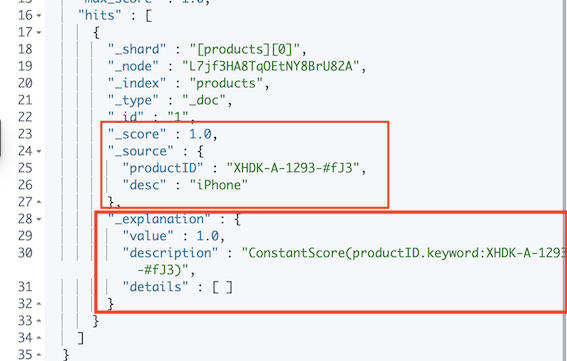 max_score : 1.0,
16 "hits" : [
17 {
18 "_shard" : "[products][0]",
19 "_node" : "L7jf3HA8TqOEtNY8BrU8ZA",
20 "_index" : "products",
21 "_type" : "_doc",
22 "_id" : "1",
23 "_score" : 1.0,
24 "_source" : {
25 "productID" : "XHDK-A-1293-#fJ3",
26 "desc" : "iPhone"
27 },
28 "_explanation" : {
29 "value" : 1.0,
30 "description" : "ConstantScore(productID.keyword:XHDK-A-1293
-#fJ3)",
31 "details" : [ ]
32 }
33 }
34 ]
35 }